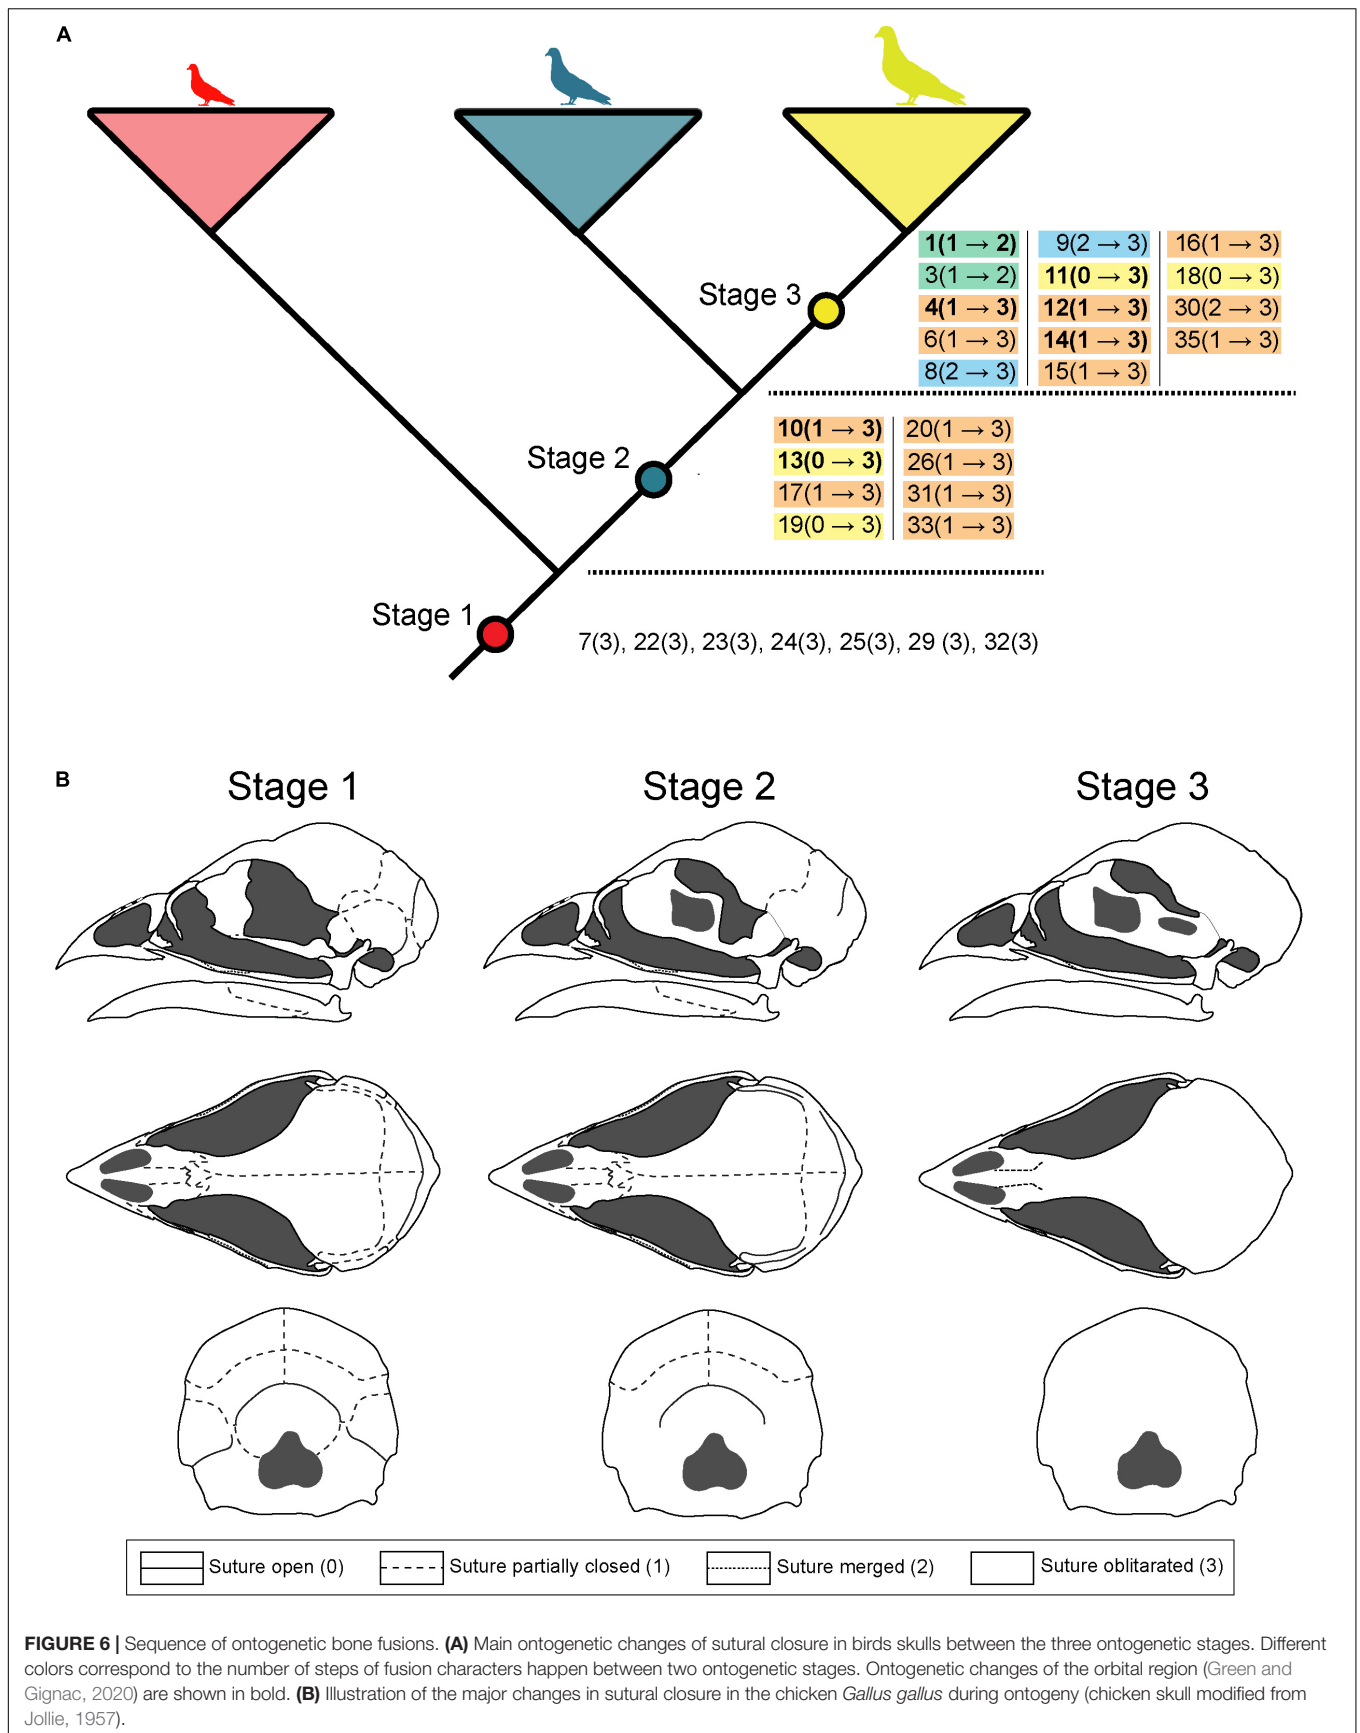 A
Stage 3
1(1 → 2)
3(1 → 2)
4(1 → 3)
6(1 → 3)
8(2 → 3)
9(2 → 3)
11(0 → 3)
12(1 → 3)
14(1 → 3)
15(1 → 3)
16(1 → 3)
18(0 → 3)
30(2 → 3)
35(1 → 3)
Stage 2
10(1 → 3)
13(0 → 3)
17(1 → 3)
19(0 → 3)
20(1 → 3)
26(1 → 3)
31(1 → 3)
33(1 → 3)
Stage 1
7(3), 22(3), 23(3), 24(3), 25(3), 29 (3), 32(3)
B
Stage 1
Stage 2
Stage 3
Suture open (0)
Suture partially closed (1)
Suture merged (2)
Suture oblitarated (3)
FIGURE 6 | Sequence of ontogenetic bone fusions. (A) Main ontogenetic changes of sutural closure in birds skulls between the three ontogenetic stages. Different
colors correspond to the number of steps of fusion characters happen between two ontogenetic stages. Ontogenetic changes of the orbital region (Green and
Gignac, 2020) are shown in bold. (B) Illustration of the major changes in sutural closure in the chicken Gallus gallus during ontogeny (chicken skull modified from
Jollie, 1957).